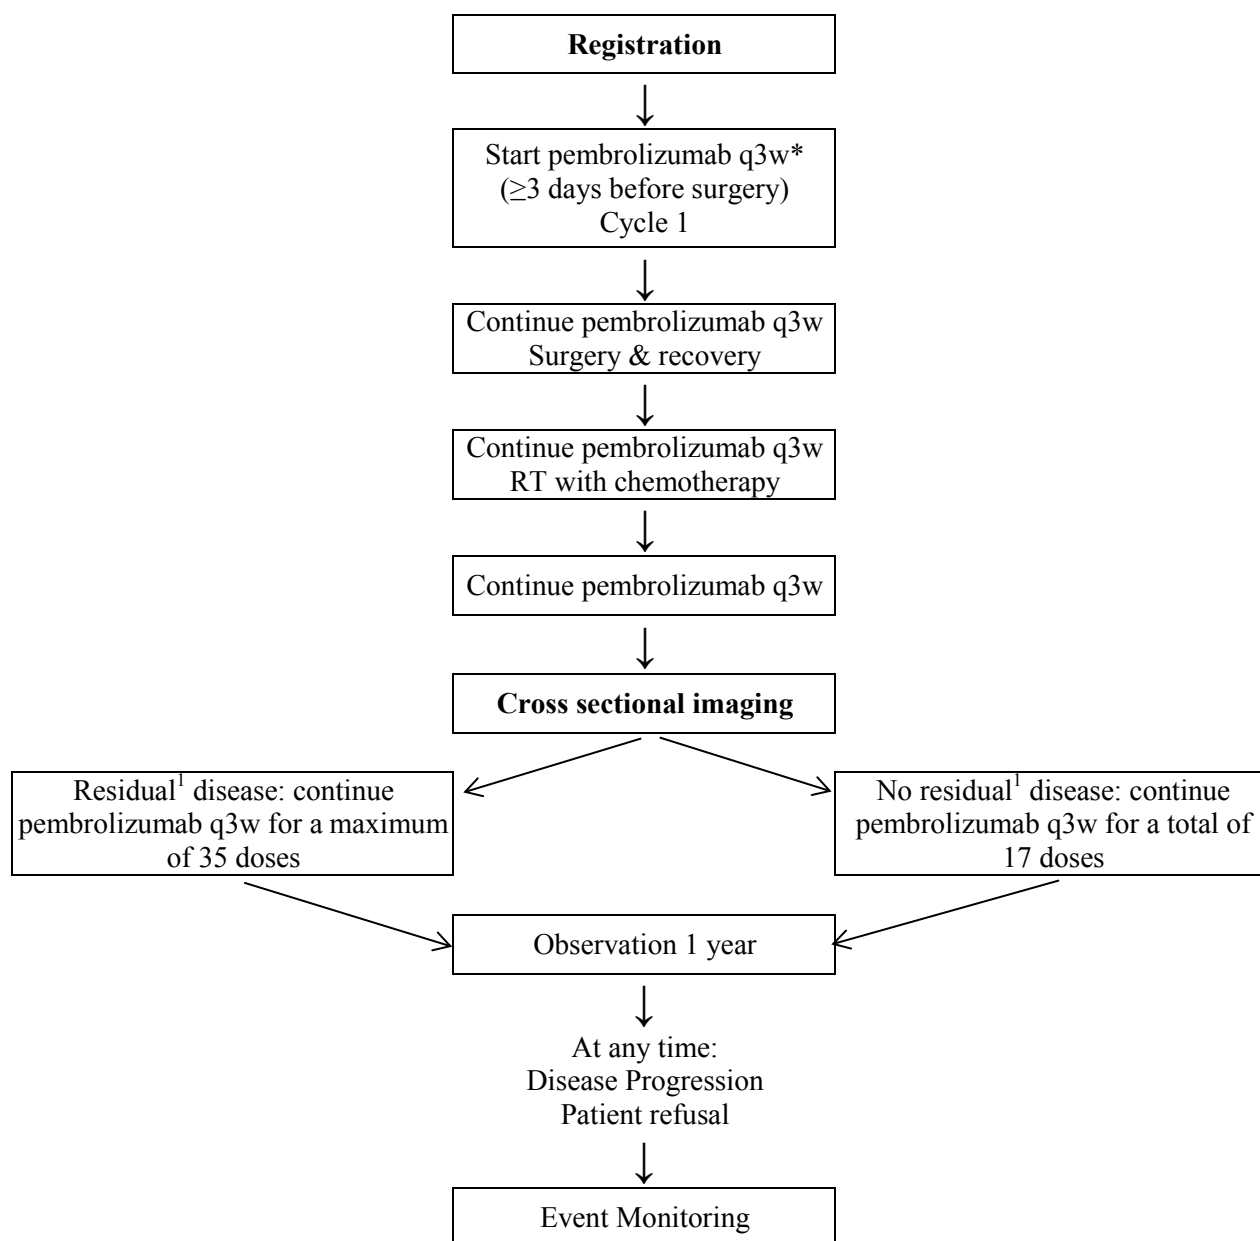 Registration
Start pembrolizumab q3w*
(≥3 days before surgery)
Cycle 1
Continue pembrolizumab q3w
Surgery & recovery
Continue pembrolizumab q3w
RT with chemotherapy
Continue pembrolizumab q3w
Cross sectional imaging
Residual¹ disease: continue
pembrolizumab q3w for a maximum
of 35 doses
No residual¹ disease: continue
pembrolizumab q3w for a total of
17 doses
Observation 1 year
At any time:
Disease Progression
Patient refusal
Event Monitoring